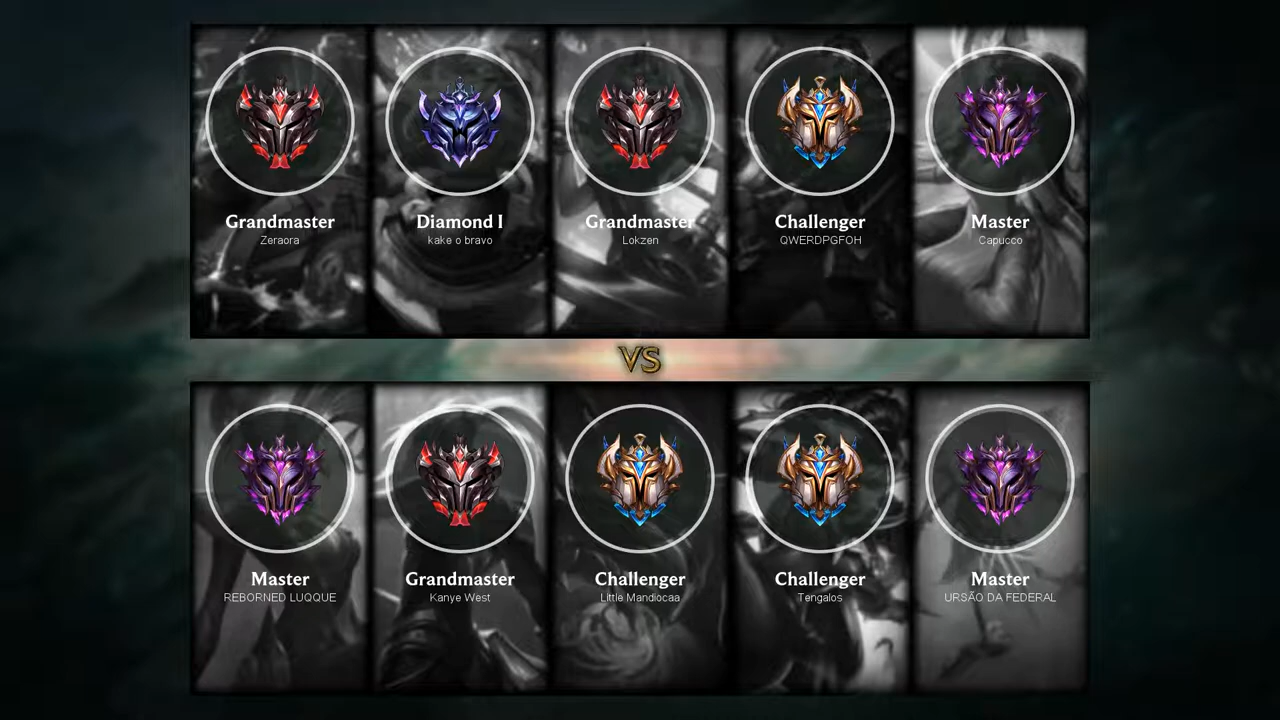 Grandmaster
Zeraora
Diamond I
kake o bravo
Grandmaster
Lokzen
Challenger
QWERDPGFOH
Master
Capucco
VS
Master
REBORNED LUQQUE
Grandmaster
Kanye West
Challenger
Little Mandiocaa
Challenger
Tengalos
Master
URSÃO DA FEDERAL